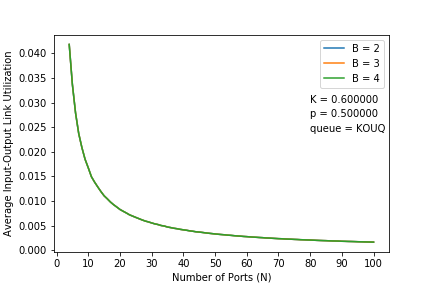 0.040
0.035
0.030
0.025
0.020
0.015
0.010
0.005
0.000
Average Input-Output Link Utilization
B = 2
B = 3
B = 4
K = 0.600000
p = 0.500000
queue = KOUQ
0 10 20 30 40 50 60 70 80 90 100
Number of Ports (N)